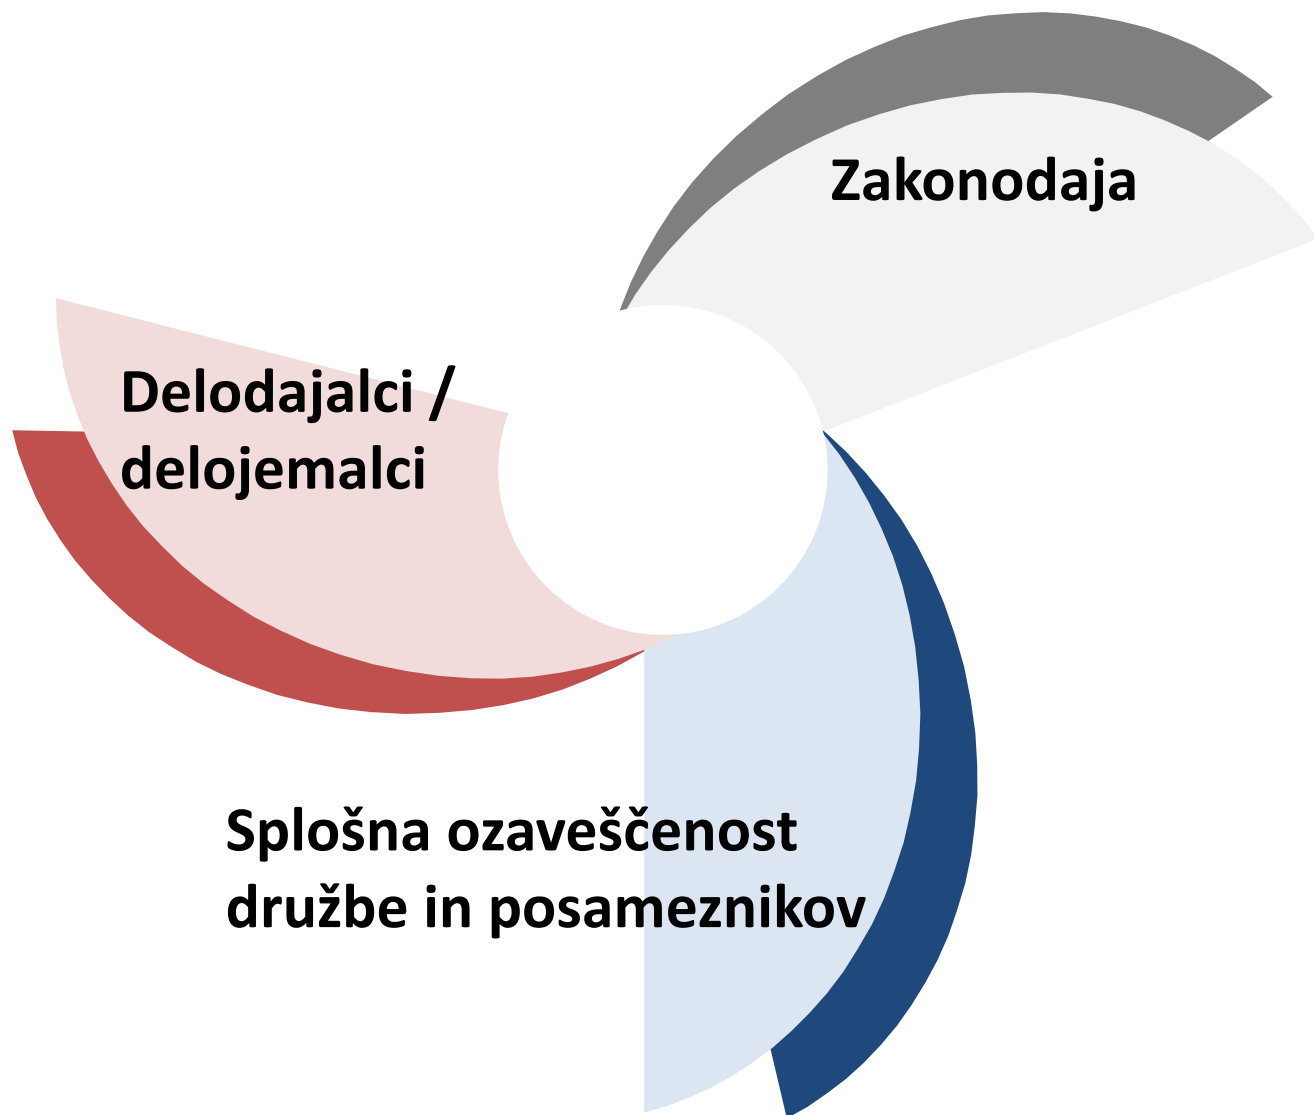 Zakonodaja
Delodajalci /
delojemalci
Splošna ozaveščenost
družbe in posameznikov